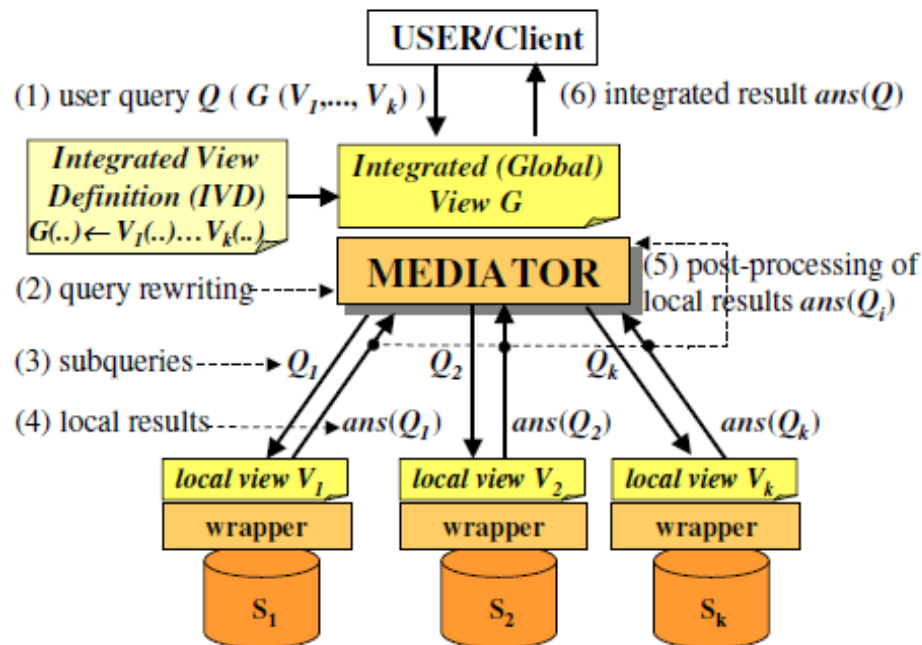 USER/Client
(1) user query Q ( G (V₁,..., Vₖ) )
(6) integrated result ans(Q)
Integrated View
Definition (IVD)
G(..) ← V₁(..)… Vₖ(..)
Integrated (Global)
View G
MEDIATOR
(2) query rewriting
(5) post-processing of
local results ans(Qᵢ)
(3) subqueries
Q₁
Q₂
Qₖ
(4) local results
ans(Q₁)
ans(Q₂)
ans(Qₖ)
local view V₁
local view V₂
local view Vₖ
wrapper
wrapper
wrapper
S₁
S₂
Sₖ